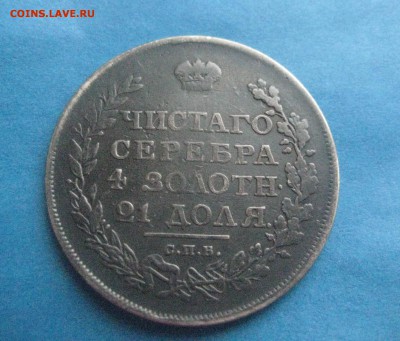 COINS.LAVE.RU
ЧИСТАГО
СЕРЕБРА
4 ЗОЛОТН.
21 ДОЛЯ.
С.П.Б.